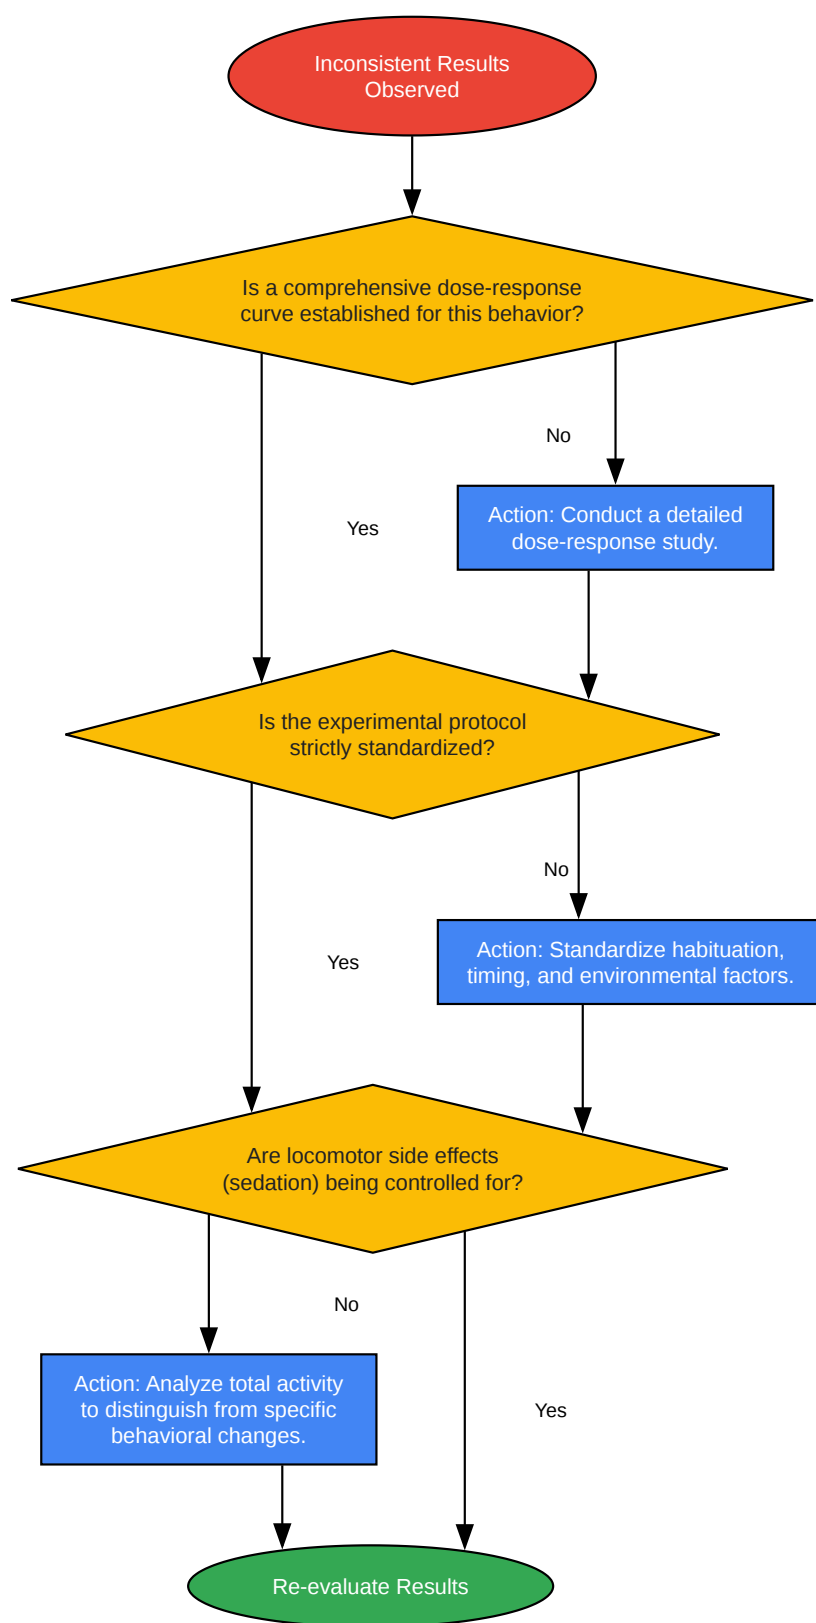 Inconsistent Results
Observed
Is a comprehensive dose-response
curve established for this behavior?
No
Action: Conduct a detailed
dose-response study.
Yes
Is the experimental protocol
strictly standardized?
No
Action: Standardize habituation,
timing, and environmental factors.
Yes
Are locomotor side effects
(sedation) being controlled for?
No
Action: Analyze total activity
to distinguish from specific
behavioral changes.
Yes
Re-evaluate Results